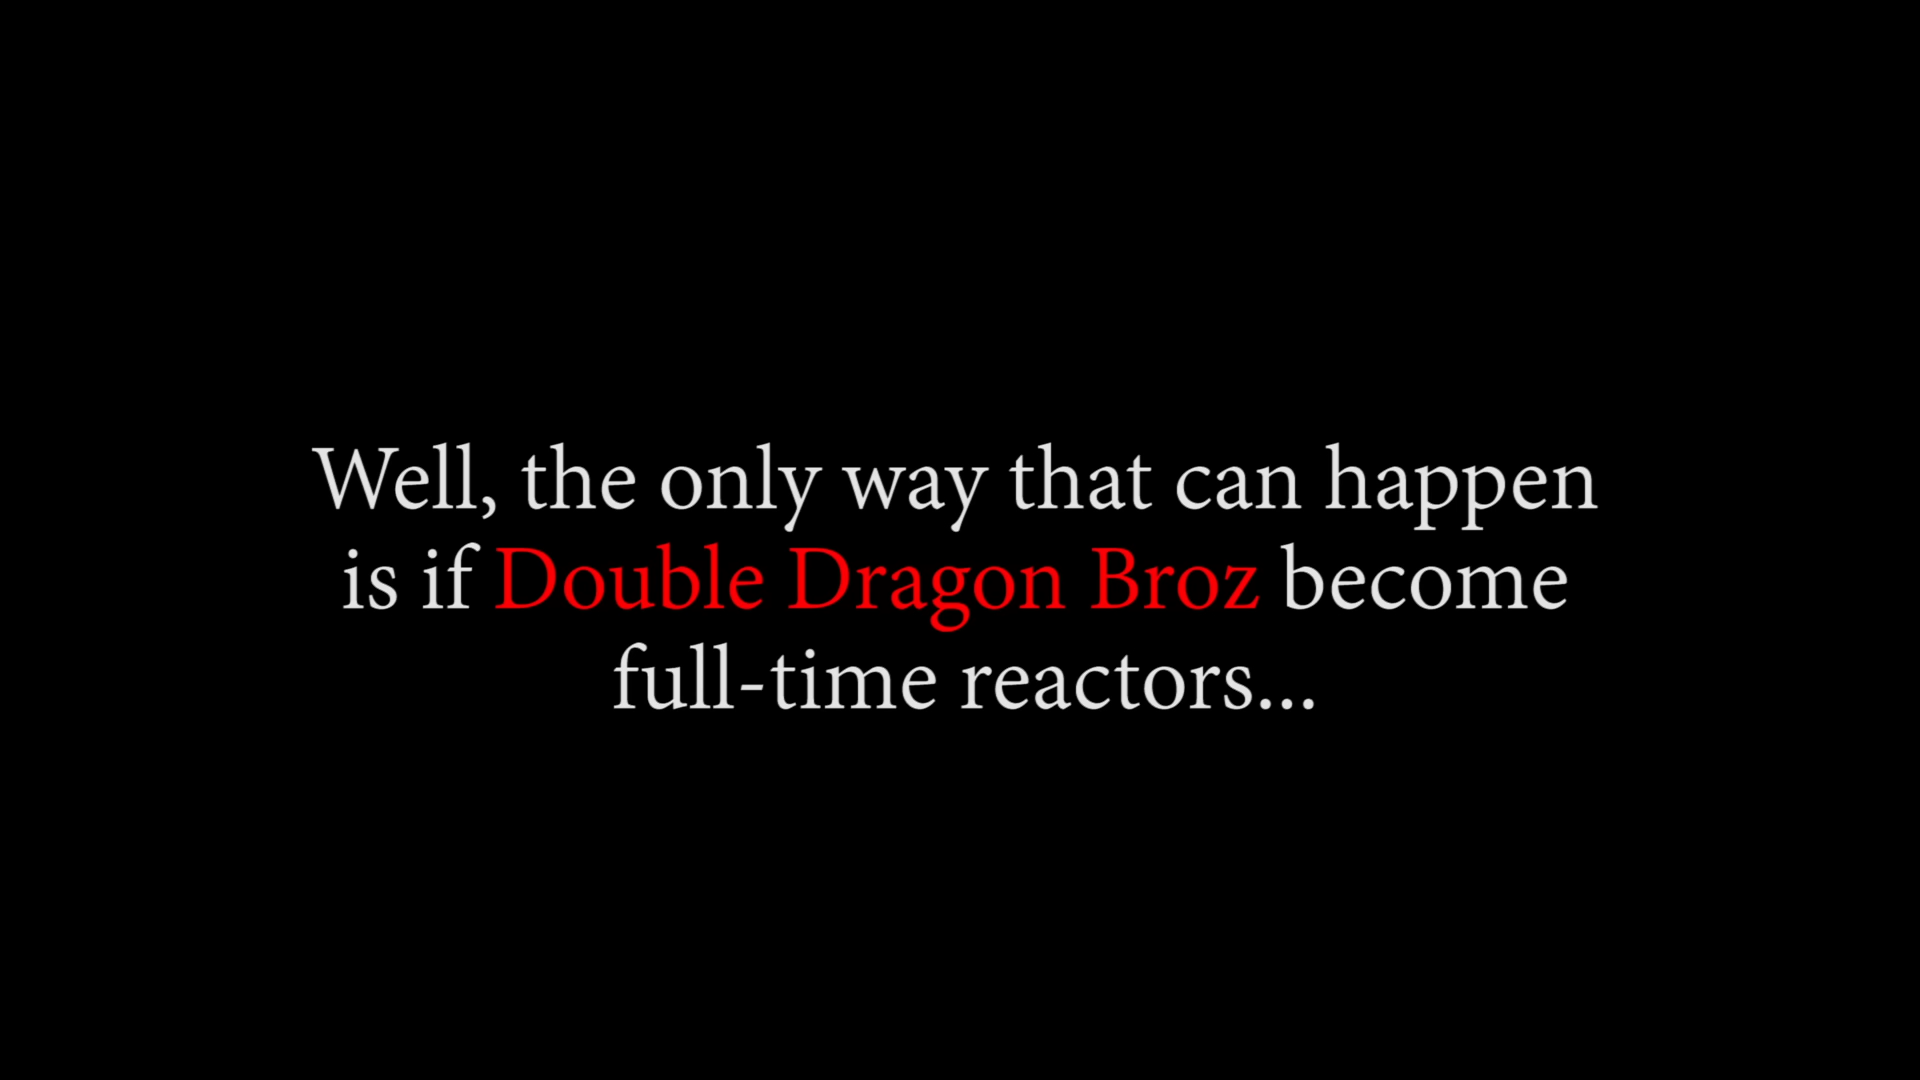 Well, the only way that can happen
is if Double Dragon Broz become
full-time reactors...